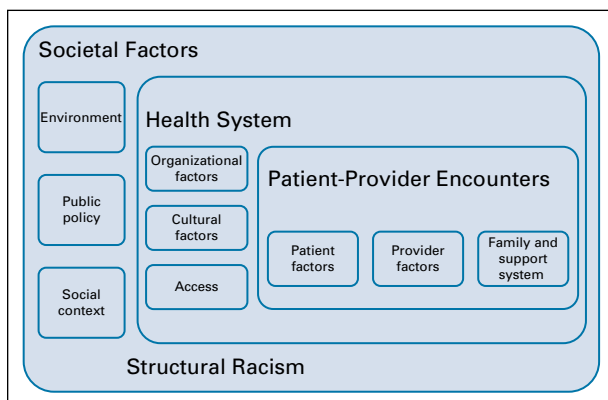 Societal Factors
Environment
Public
policy
Social
context
Health System
Organizational
factors
Cultural
factors
Access
Patient-Provider Encounters
Patient
factors
Provider
factors
Family and
support
system
Structural Racism